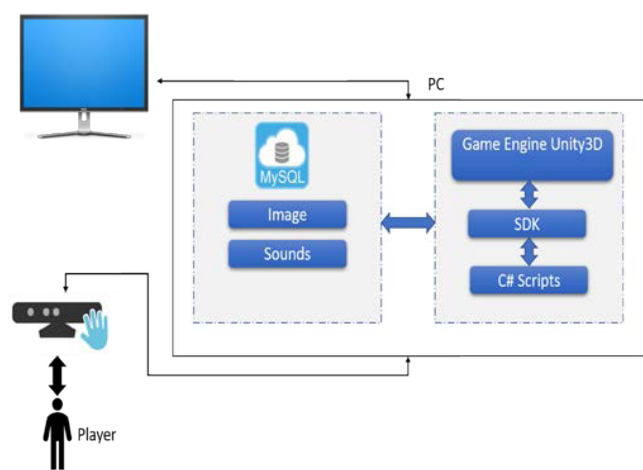 PC
MySQL
Image
Sounds
Game Engine Unity3D
SDK
C# Scripts
Player